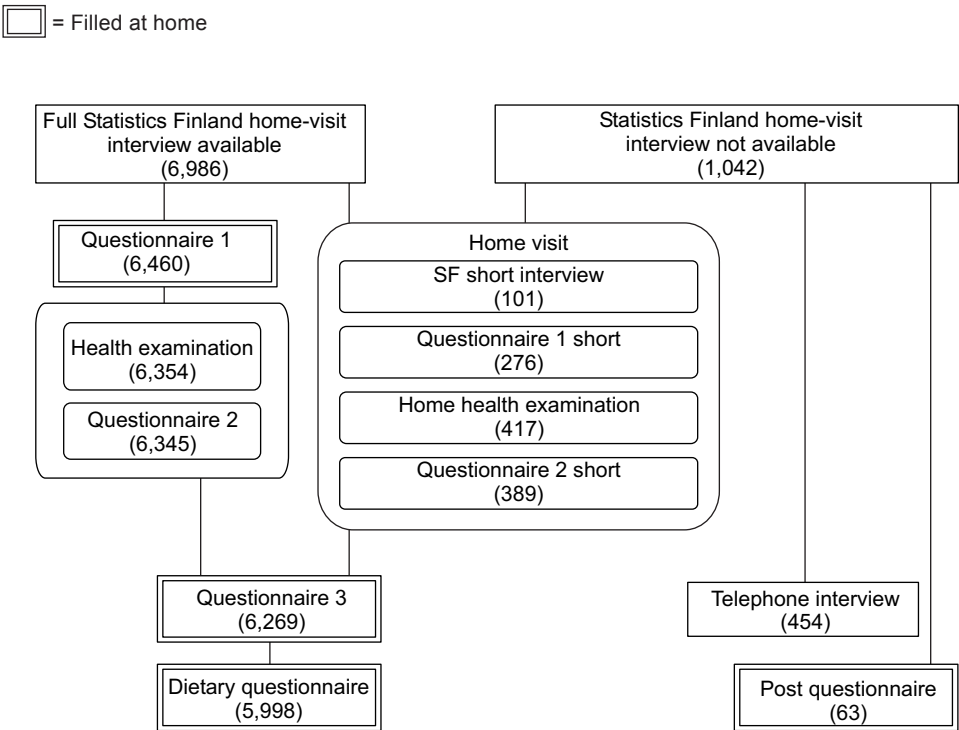 = Filled at home
Full Statistics Finland home-visit
interview available
(6,986)
Statistics Finland home-visit
interview not available
(1,042)
Questionnaire 1
(6,460)
Health examination
(6,354)
Questionnaire 2
(6,345)
Home visit
SF short interview
(101)
Questionnaire 1 short
(276)
Home health examination
(417)
Questionnaire 2 short
(389)
Questionnaire 3
(6,269)
Dietary questionnaire
(5,998)
Telephone interview
(454)
Post questionnaire
(63)